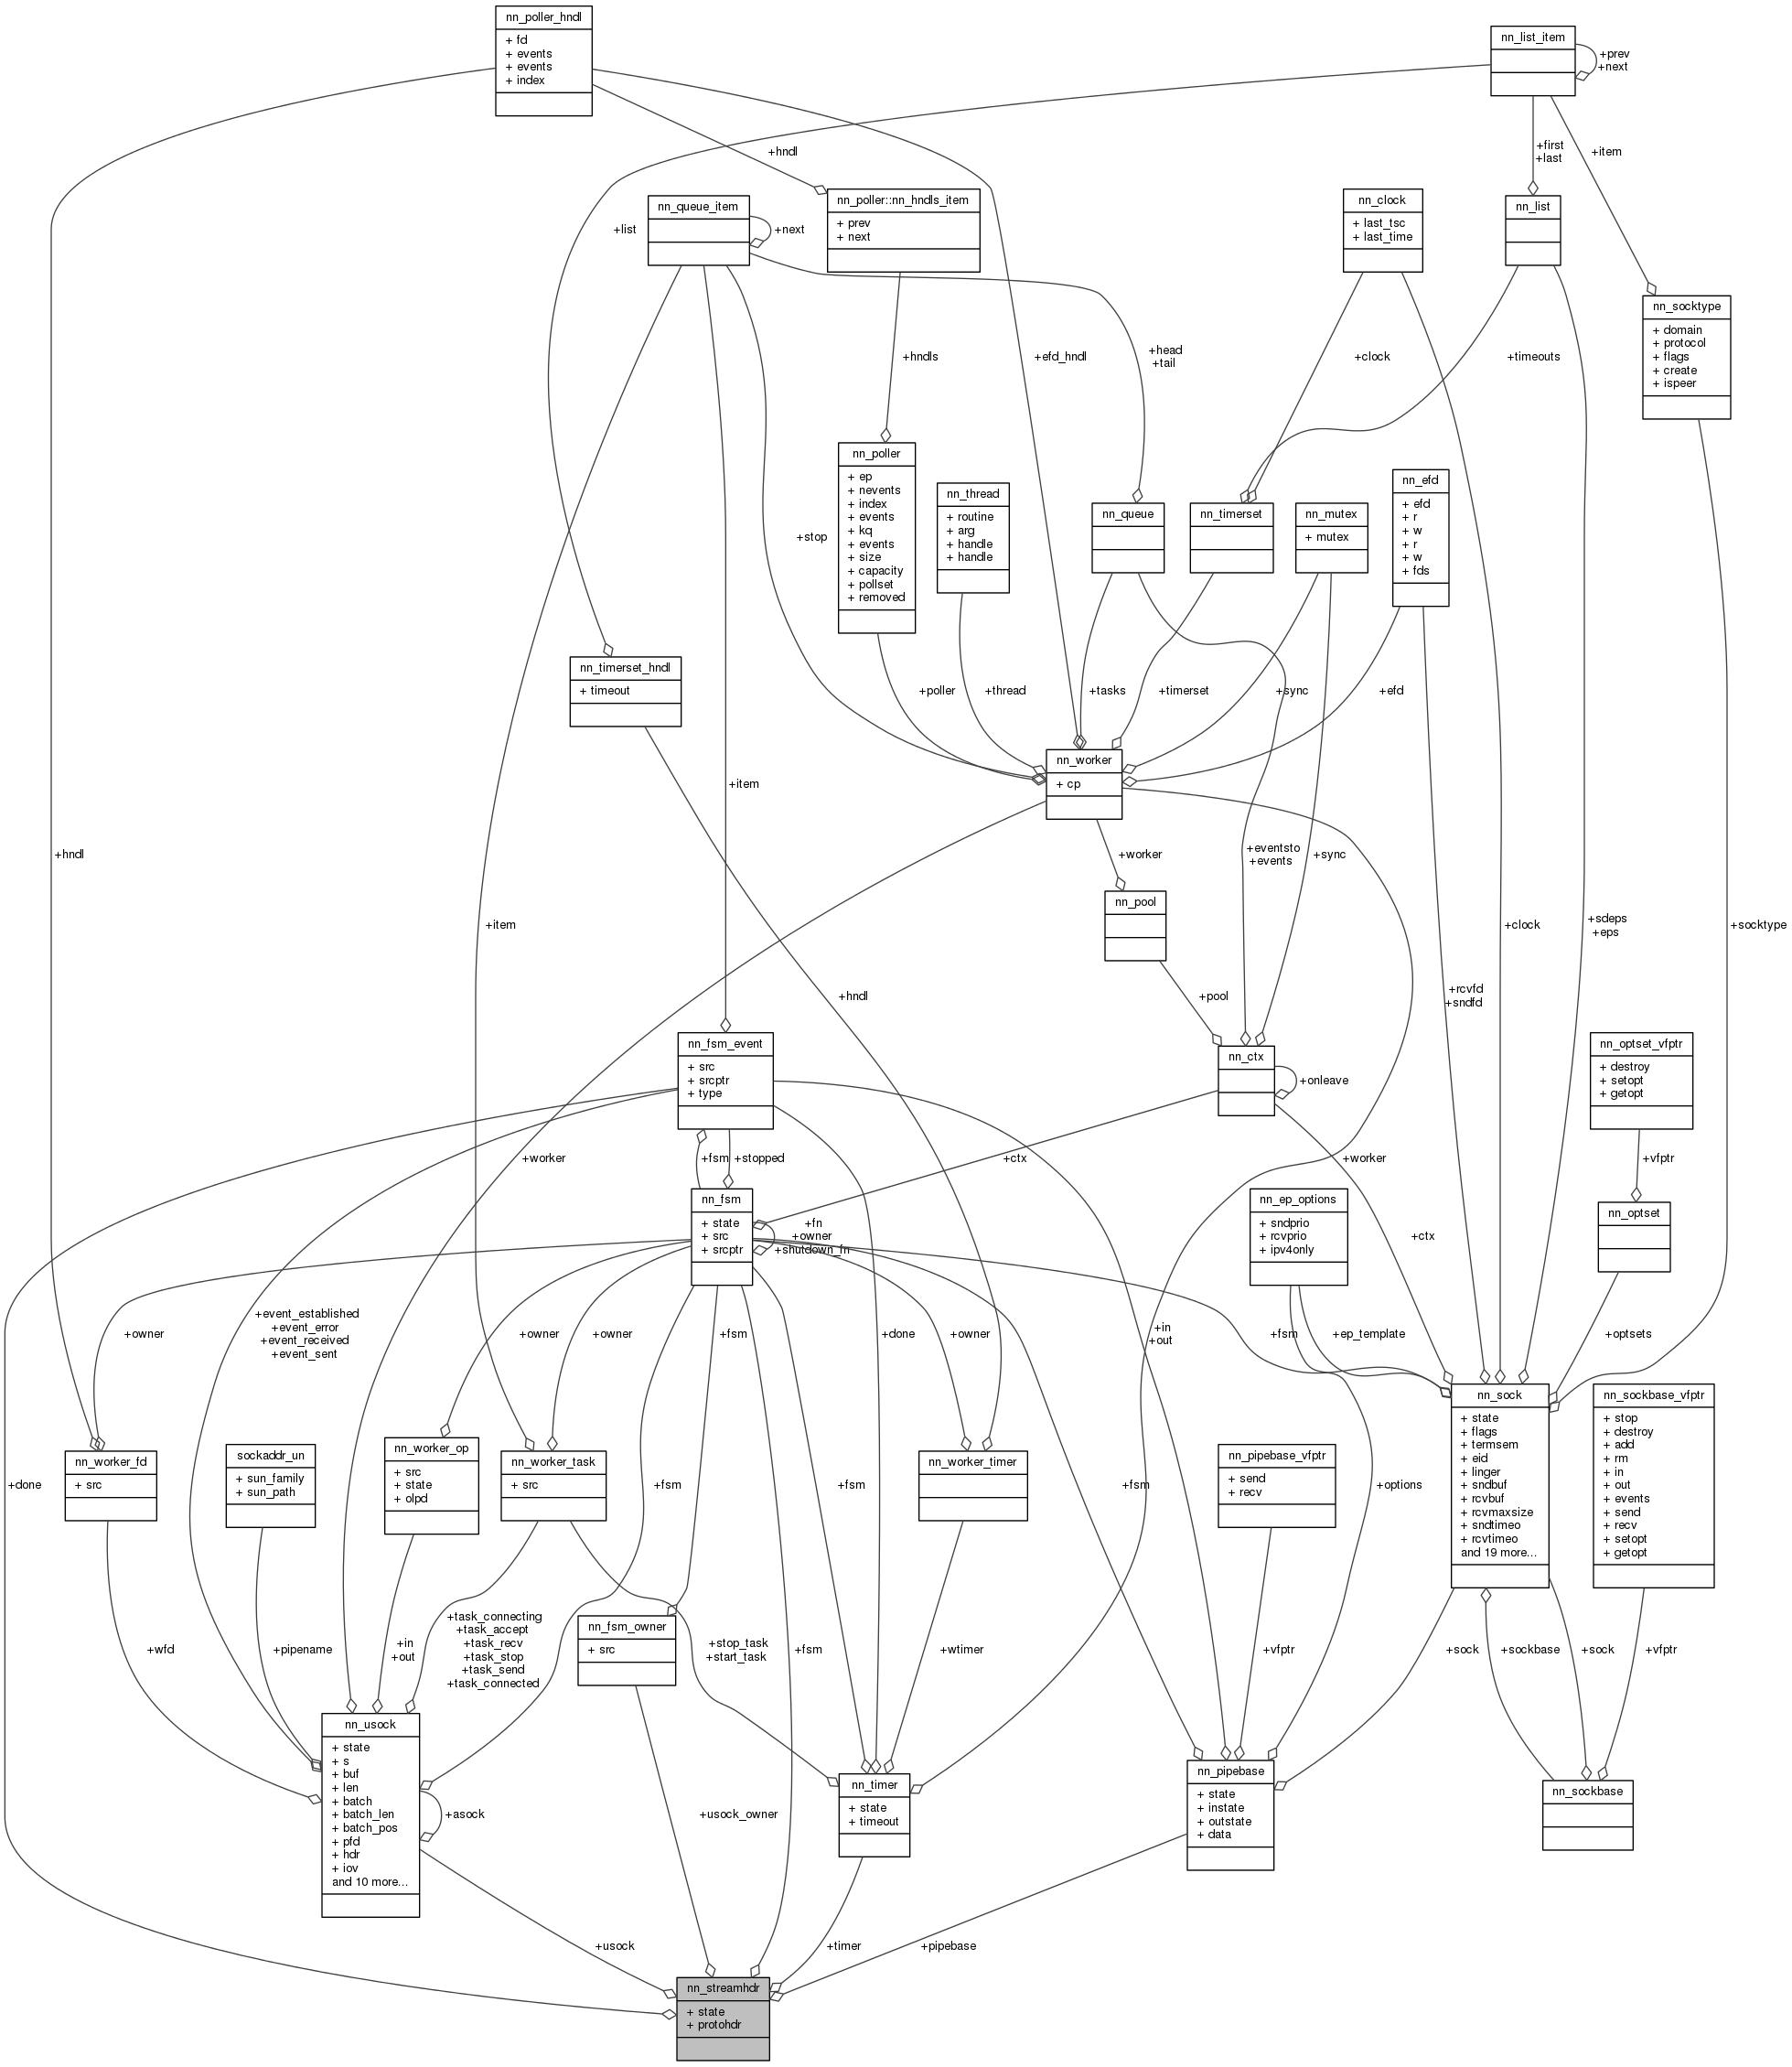 nn_poller_hndl
+ fd
+ events
+ events
+ index
nn_list_item
+prev
+next
+hndl
+first
+last
+item
nn_queue_item
+next
+list
nn_poller::nn_hndls_item
+ prev
+ next
nn_clock
+ last_tsc
+ last_time
nn_list
nn_socktype
+ domain
+ protocol
+ flags
+ create
+ ispeer
+hndls
+efd_hndl
+head
+tail
+clock
+timeouts
+stop
nn_poller
+ ep
+ nevents
+ index
+ events
+ kq
+ events
+ size
+ capacity
+ pollset
+ removed
nn_thread
+ routine
+ arg
+ handle
+ handle
nn_queue
nn_timerset
nn_mutex
+ mutex
nn_efd
+ efd
+ r
+ w
+ r
+ w
+ fds
nn_timerset_hndl
+ timeout
+poller
+thread
+tasks
+timerset
+sync
+efd
nn_worker
+ cp
+item
+hndl
+worker
+eventsto
+events
+sync
nn_pool
+item
+clock
+sdeps
+eps
+socktype
+hndl
+pool
+rcvfd
+sndfd
nn_fsm_event
+ src
+ srcptr
+ type
nn_ctx
+onleave
nn_optset_vfptr
+ destroy
+ setopt
+ getopt
+worker
+fsm
+stopped
+ctx
+worker
+vfptr
nn_fsm
+ state
+ src
+ srcptr
+fn
+owner
+shutdown_fn
nn_ep_options
+ sndprio
+ rcvprio
+ ipv4only
+ctx
nn_optset
+event_established
+event_error
+event_received
+event_sent
+owner
+owner
+owner
+fsm
+done
+owner
+in
+out
+fsm
+ep_template
+optsets
nn_worker_fd
+ src
sockaddr_un
+ sun_family
+ sun_path
nn_worker_op
+ src
+ state
+ olpd
nn_worker_task
+ src
nn_worker_timer
nn_pipebase_vfptr
+ send
+ recv
nn_sock
+ state
+ flags
+ termsem
+ eid
+ linger
+ sndbuf
+ rcvbuf
+ rcvmaxsize
+ sndtimeo
+ rcvtimeo
and 19 more...
nn_sockbase_vfptr
+ stop
+ destroy
+ add
+ rm
+ in
+ out
+ events
+ send
+ recv
+ setopt
+ getopt
+done
+fsm
+fsm
+fsm
+options
+wfd
+pipename
+in
+out
+task_connecting
+task_accept
+task_recv
+task_stop
+task_send
+task_connected
nn_fsm_owner
+ src
+fsm
+stop_task
+start_task
+wtimer
+vfptr
+sock
+sockbase
+sock
+vfptr
nn_usock
+ state
+ s
+ buf
+ len
+ batch
+ batch_len
+ batch_pos
+ pfd
+ hdr
+ iov
and 10 more...
+asock
+usock_owner
nn_timer
+ state
+ timeout
nn_pipebase
+ state
+ instate
+ outstate
+ data
nn_sockbase
+usock
+timer
+pipebase
nn_streamhdr
+ state
+ protohdr